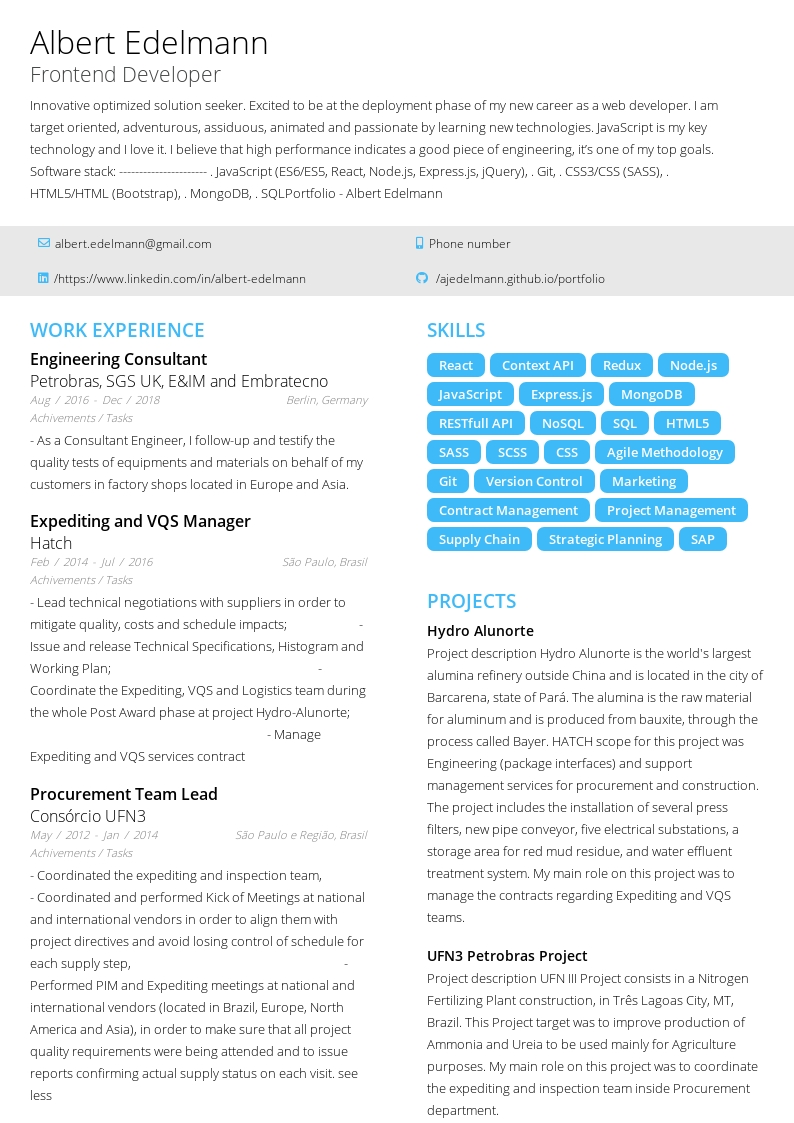 Albert Edelmann
Frontend Developer
Innovative optimized solution seeker. Excited to be at the deployment phase of my new career as a web developer. I am
target oriented, adventurous, assiduous, animated and passionate by learning new technologies. JavaScript is my key
technology and I love it. I believe that high performance indicates a good piece of engineering, it’s one of my top goals.
Software stack: ---------------------- . JavaScript (ES6/ES5, React, Node.js, Express.js, jQuery), . Git, . CSS3/CSS (SASS), .
HTML5/HTML (Bootstrap), . MongoDB, . SQLPortfolio - Albert Edelmann
albert.edelmann@gmail.com
Phone number
/https://www.linkedin.com/in/albert-edelmann
/ajedelmann.github.io/portfolio
WORK EXPERIENCE
Engineering Consultant
Petrobras, SGS UK, E&IM and Embratecno
Aug / 2016 - Dec / 2018 Berlin, Germany
Achivements / Tasks
- As a Consultant Engineer, I follow-up and testify the
quality tests of equipments and materials on behalf of my
customers in factory shops located in Europe and Asia.
Expediting and VQS Manager
Hatch
Feb / 2014 - Jul / 2016 São Paulo, Brasil
Achivements / Tasks
- Lead technical negotiations with suppliers in order to
mitigate quality, costs and schedule impacts; -
Issue and release Technical Specifications, Histogram and
Working Plan; -
Coordinate the Expediting, VQS and Logistics team during
the whole Post Award phase at project Hydro-Alunorte;
- Manage
Expediting and VQS services contract
Procurement Team Lead
Consórcio UFN3
May / 2012 - Jan / 2014 São Paulo e Região, Brasil
Achivements / Tasks
- Coordinated the expediting and inspection team,
- Coordinated and performed Kick of Meetings at national
and international vendors in order to align them with
project directives and avoid losing control of schedule for
each supply step, -
Performed PIM and Expediting meetings at national and
international vendors (located in Brazil, Europe, North
America and Asia), in order to make sure that all project
quality requirements were being attended and to issue
reports confirming actual supply status on each visit. see
less
SKILLS
React Context API Redux Node.js
JavaScript Express.js MongoDB
RESTfull API NoSQL SQL HTML5
SASS SCSS CSS Agile Methodology
Git Version Control Marketing
Contract Management Project Management
Supply Chain Strategic Planning SAP
PROJECTS
Hydro Alunorte
Project description Hydro Alunorte is the world's largest
alumina refinery outside China and is located in the city of
Barcarena, state of Pará. The alumina is the raw material
for aluminum and is produced from bauxite, through the
process called Bayer. HATCH scope for this project was
Engineering (package interfaces) and support
management services for procurement and construction.
The project includes the installation of several press
filters, new pipe conveyor, five electrical substations, a
storage area for red mud residue, and water effluent
treatment system. My main role on this project was to
manage the contracts regarding Expediting and VQS
teams.
UFN3 Petrobras Project
Project description UFN III Project consists in a Nitrogen
Fertilizing Plant construction, in Três Lagoas City, MT,
Brazil. This Project target was to improve production of
Ammonia and Ureia to be used mainly for Agriculture
purposes. My main role on this project was to coordinate
the expediting and inspection team inside Procurement
department.